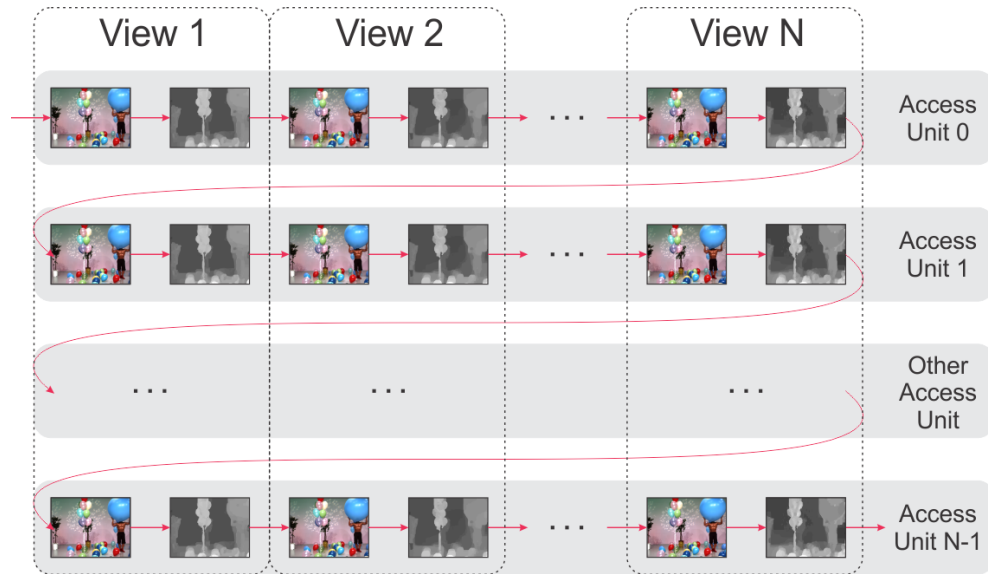 View 1
View 2
View N
. . .
Access
Unit 0
. . .
Access
Unit 1
. . .
. . .
. . .
Other
Access
Unit
. . .
Access
Unit N-1